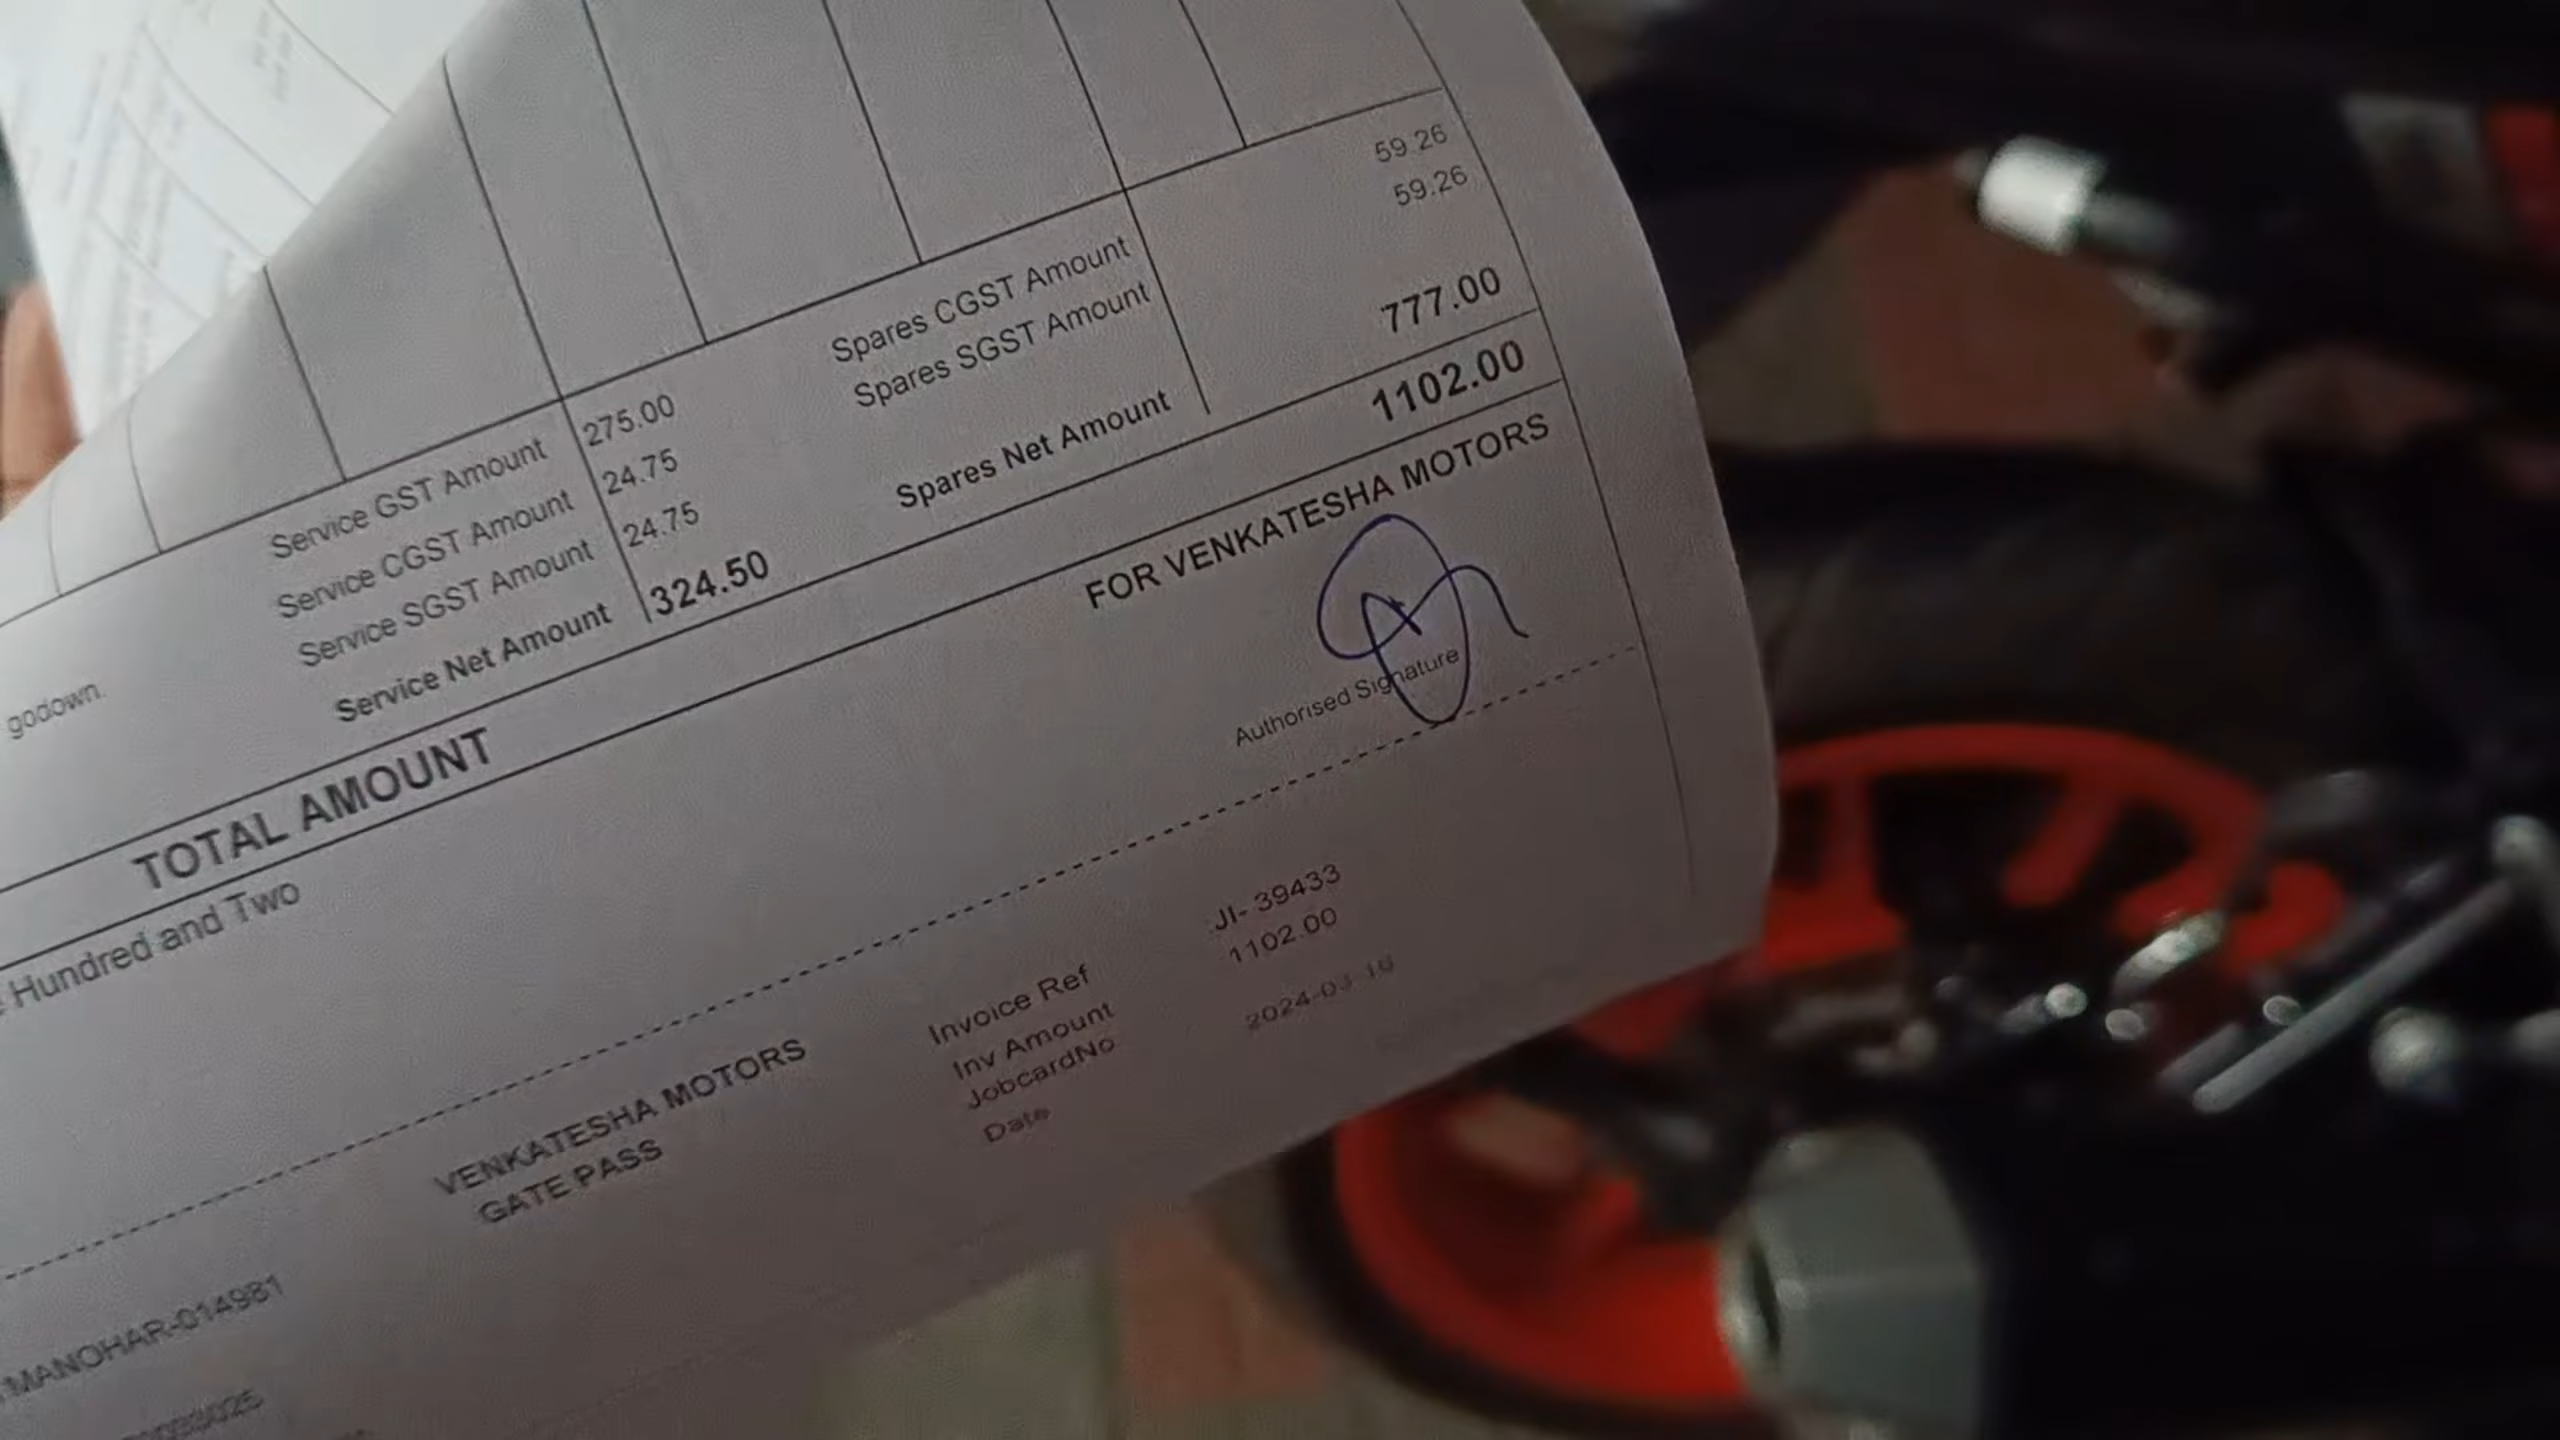 59.26
59.26
Spares CGST Amount
Spares SGST Amount
777.00
Spares Net Amount
1102.00
Service GST Amount 275.00
Service CGST Amount 24.75
Service SGST Amount 24.75
Service Net Amount 324.50
godown.
TOTAL AMOUNT
Hundred and Two
FOR VENKATESHA MOTORS
Authorised Signature
VENKATESHA MOTORS
GATE PASS
Invoice Ref JI- 39433
Inv Amount 1102.00
JobcardNo
Date
MANOHAR-014981